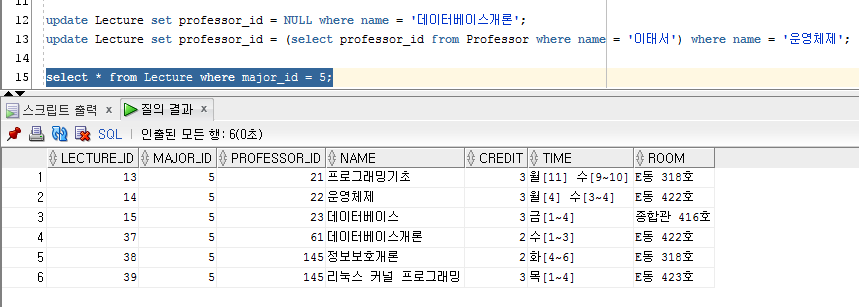 11
12 update Lecture set professor_id = NULL where name = '데이터베이스개론';
13 update Lecture set professor_id = (select professor_id from Professor where name = '이태서') where name = '운영체제';
14
15 select * from Lecture where major_id = 5;
스크립트 출력 x 질의 결과 x
SQL | 인출된 모든 행: 6(0초)
LECTURE_ID MAJOR_ID PROFESSOR_ID NAME CREDIT TIME ROOM
1 13 5 21 프로그래밍기초 3 월[11] 수[9~10] E동 318호
2 14 5 22 운영체제 3 월[4] 수[3~4] E동 422호
3 15 5 23 데이터베이스 3 금[1~4] 종합관 416호
4 37 5 61 데이터베이스개론 2 수[1~3] E동 422호
5 38 5 145 정보보호개론 2 화[4~6] E동 318호
6 39 5 145 리눅스 커널 프로그래밍 3 목[1~4] E동 423호